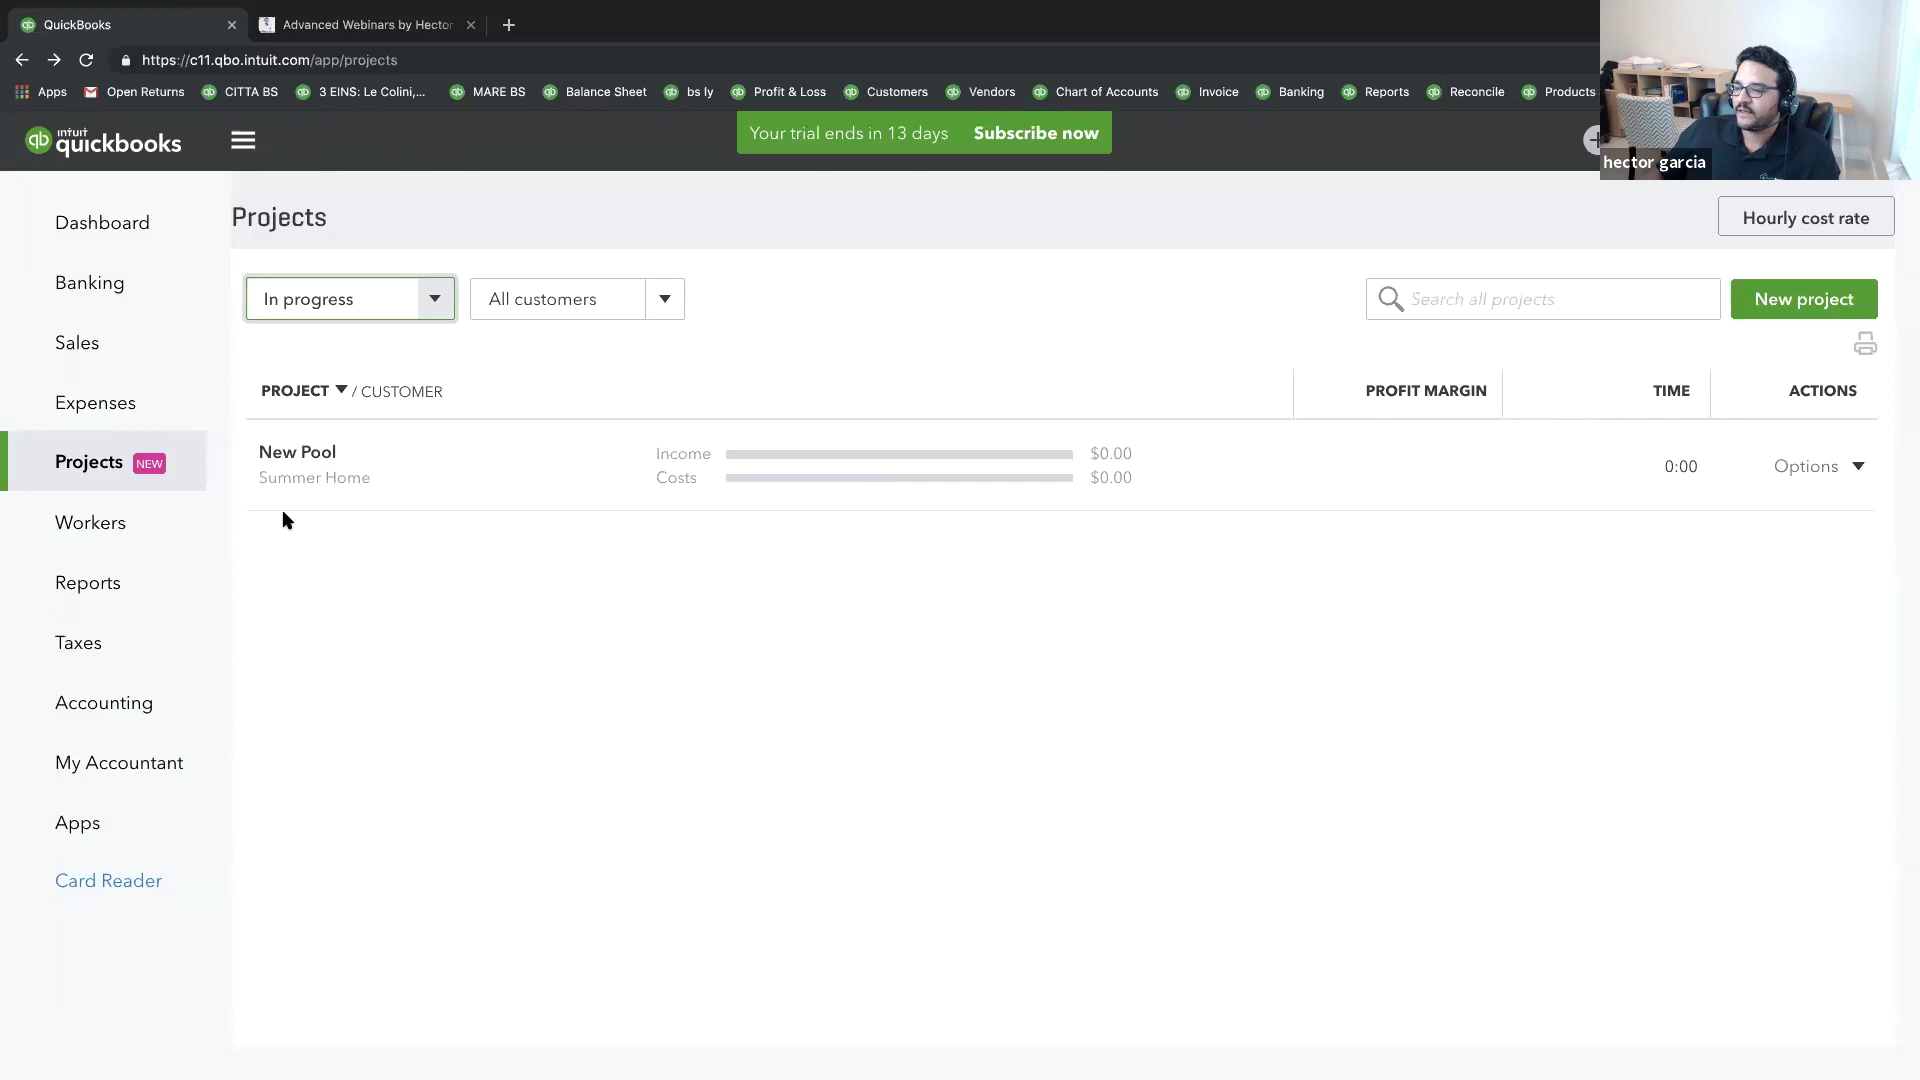 QuickBooks
Advanced Webinars by Hector
https://c11.qbo.intuit.com/app/projects
Apps Open Returns CITTA BS 3 EINS: Le Colini,... MARE BS Balance Sheet bs ly Profit & Loss Customers Vendors Chart of Accounts Invoice Banking Reports Reconcile Products
intuit quickbooks
Your trial ends in 13 days Subscribe now
hector garcia
Dashboard
Banking
Sales
Expenses
Projects NEW
Workers
Reports
Taxes
Accounting
My Accountant
Apps
Card Reader
Projects
Hourly cost rate
In progress All customers Search all projects New project
PROJECT / CUSTOMER PROFIT MARGIN TIME ACTIONS
New Pool
Summer Home
Income $0.00
Costs $0.00
0:00
Options